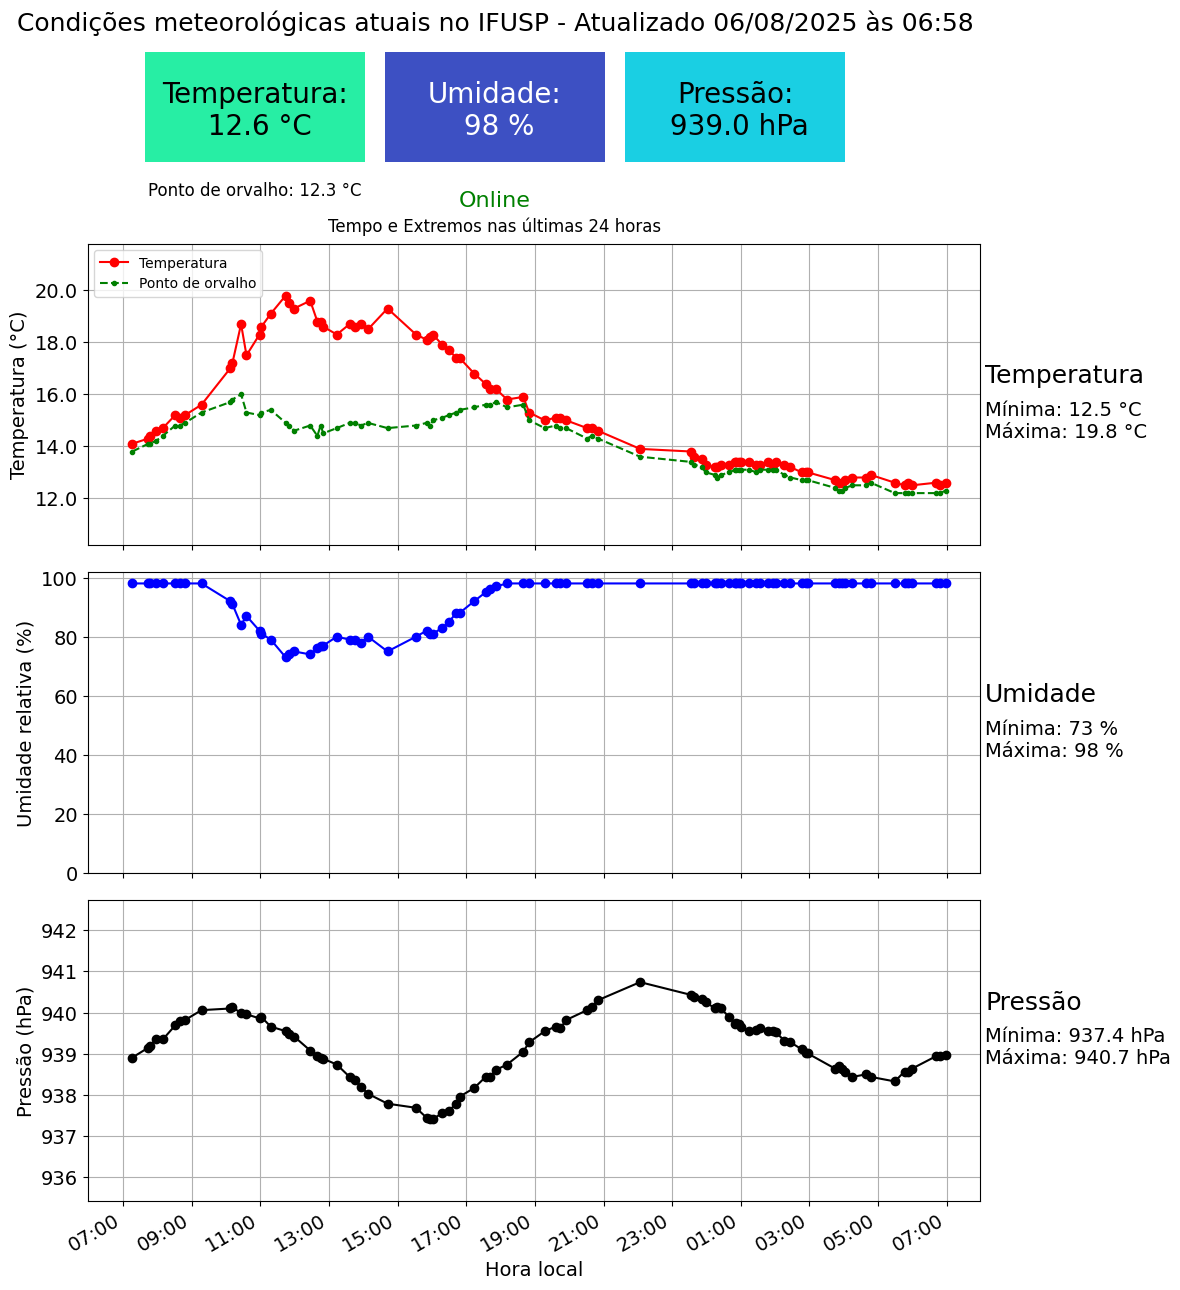 Condições meteorológicas atuais no IFUSP - Atualizado 06/08/2025 às 06:58
Temperatura:
12.6 °C
Umidade:
98 %
Pressão:
939.0 hPa
Ponto de orvalho: 12.3 °C
Online
Tempo e Extremos nas últimas 24 horas
Temperatura
Ponto de orvalho
Temperatura (°C)
20.0
18.0
16.0
14.0
12.0
Temperatura
Mínima: 12.5 °C
Máxima: 19.8 °C
Umidade relativa (%)
100
80
60
40
20
0
Umidade
Mínima: 73 %
Máxima: 98 %
Pressão (hPa)
942
941
940
939
938
937
936
Pressão
Mínima: 937.4 hPa
Máxima: 940.7 hPa
07:00
09:00
11:00
13:00
15:00
17:00
19:00
21:00
23:00
01:00
03:00
05:00
07:00
Hora local